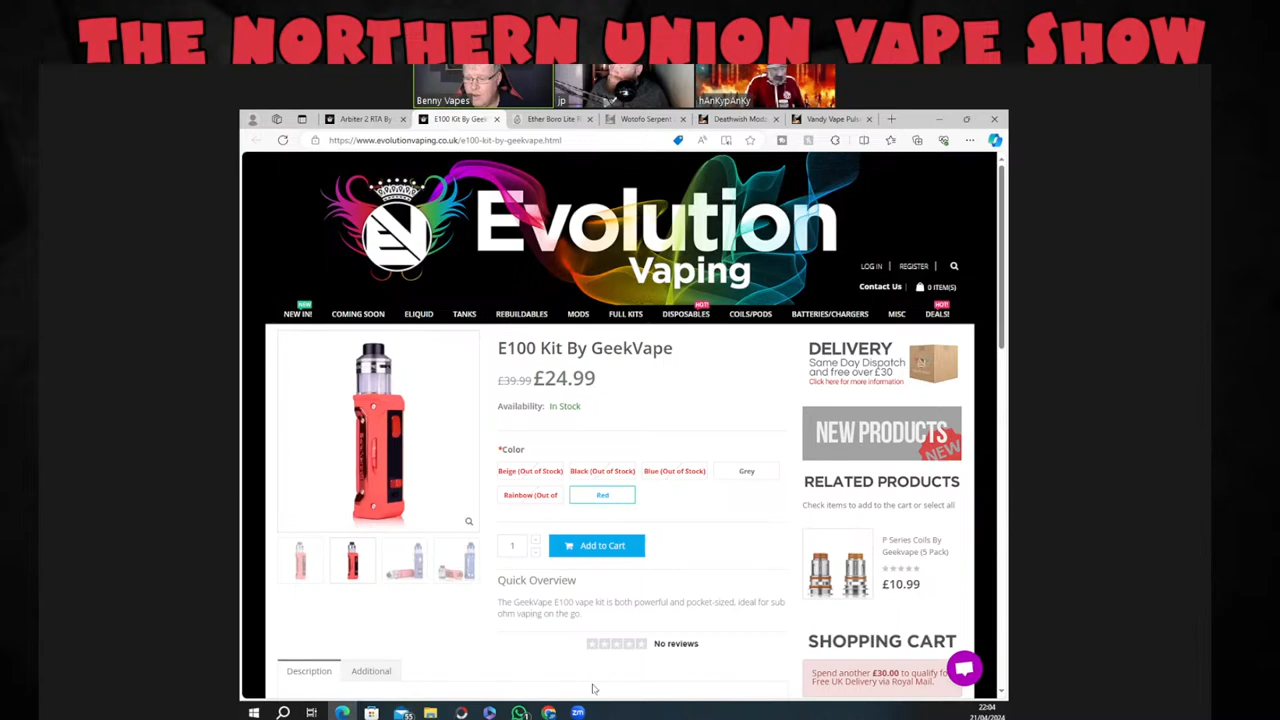 THE NORTHERN UNION VAPE SHOW
Benny Vapes
jp
hAnKypAnKy
Arbiter 2 RTA By
E100 Kit By Geek
Ether Boro Lite R
Wotofo Serpent
Deathwish Mod
Vandy Vape Puls
https://www.evolutionvaping.co.uk/e100-kit-by-geekvape.html
Evolution
Vaping
LOG IN | REGISTER |
Contact Us | 0 ITEM(S)
NEW
HOT!
HOT!
NEW IN! COMING SOON ELIQUID TANKS REBUILDABLES MODS FULL KITS DISPOSABLES COILS/PODS BATTERIES/CHARGERS MISC DEALS!
E100 Kit By GeekVape
£39.99 £24.99
Availability: In Stock
*Color
Beige (Out of Stock) Black (Out of Stock) Blue (Out of Stock) Grey
Rainbow (Out of Red
1 Add to Cart
Quick Overview
The GeekVape E100 vape kit is both powerful and pocket-sized, ideal for sub
ohm vaping on the go.
No reviews
Description Additional
DELIVERY
Same Day Dispatch
and free over £30
Click here for more information
NEW PRODUCTS
NEW
RELATED PRODUCTS
Check items to add to the cart or select all
P Series Coils By
Geekvape (5 Pack)
£10.99
SHOPPING CART
Spend another £30.00 to qualify for
Free UK Delivery via Royal Mail.
55
1
zm
22:04
21/04/2024